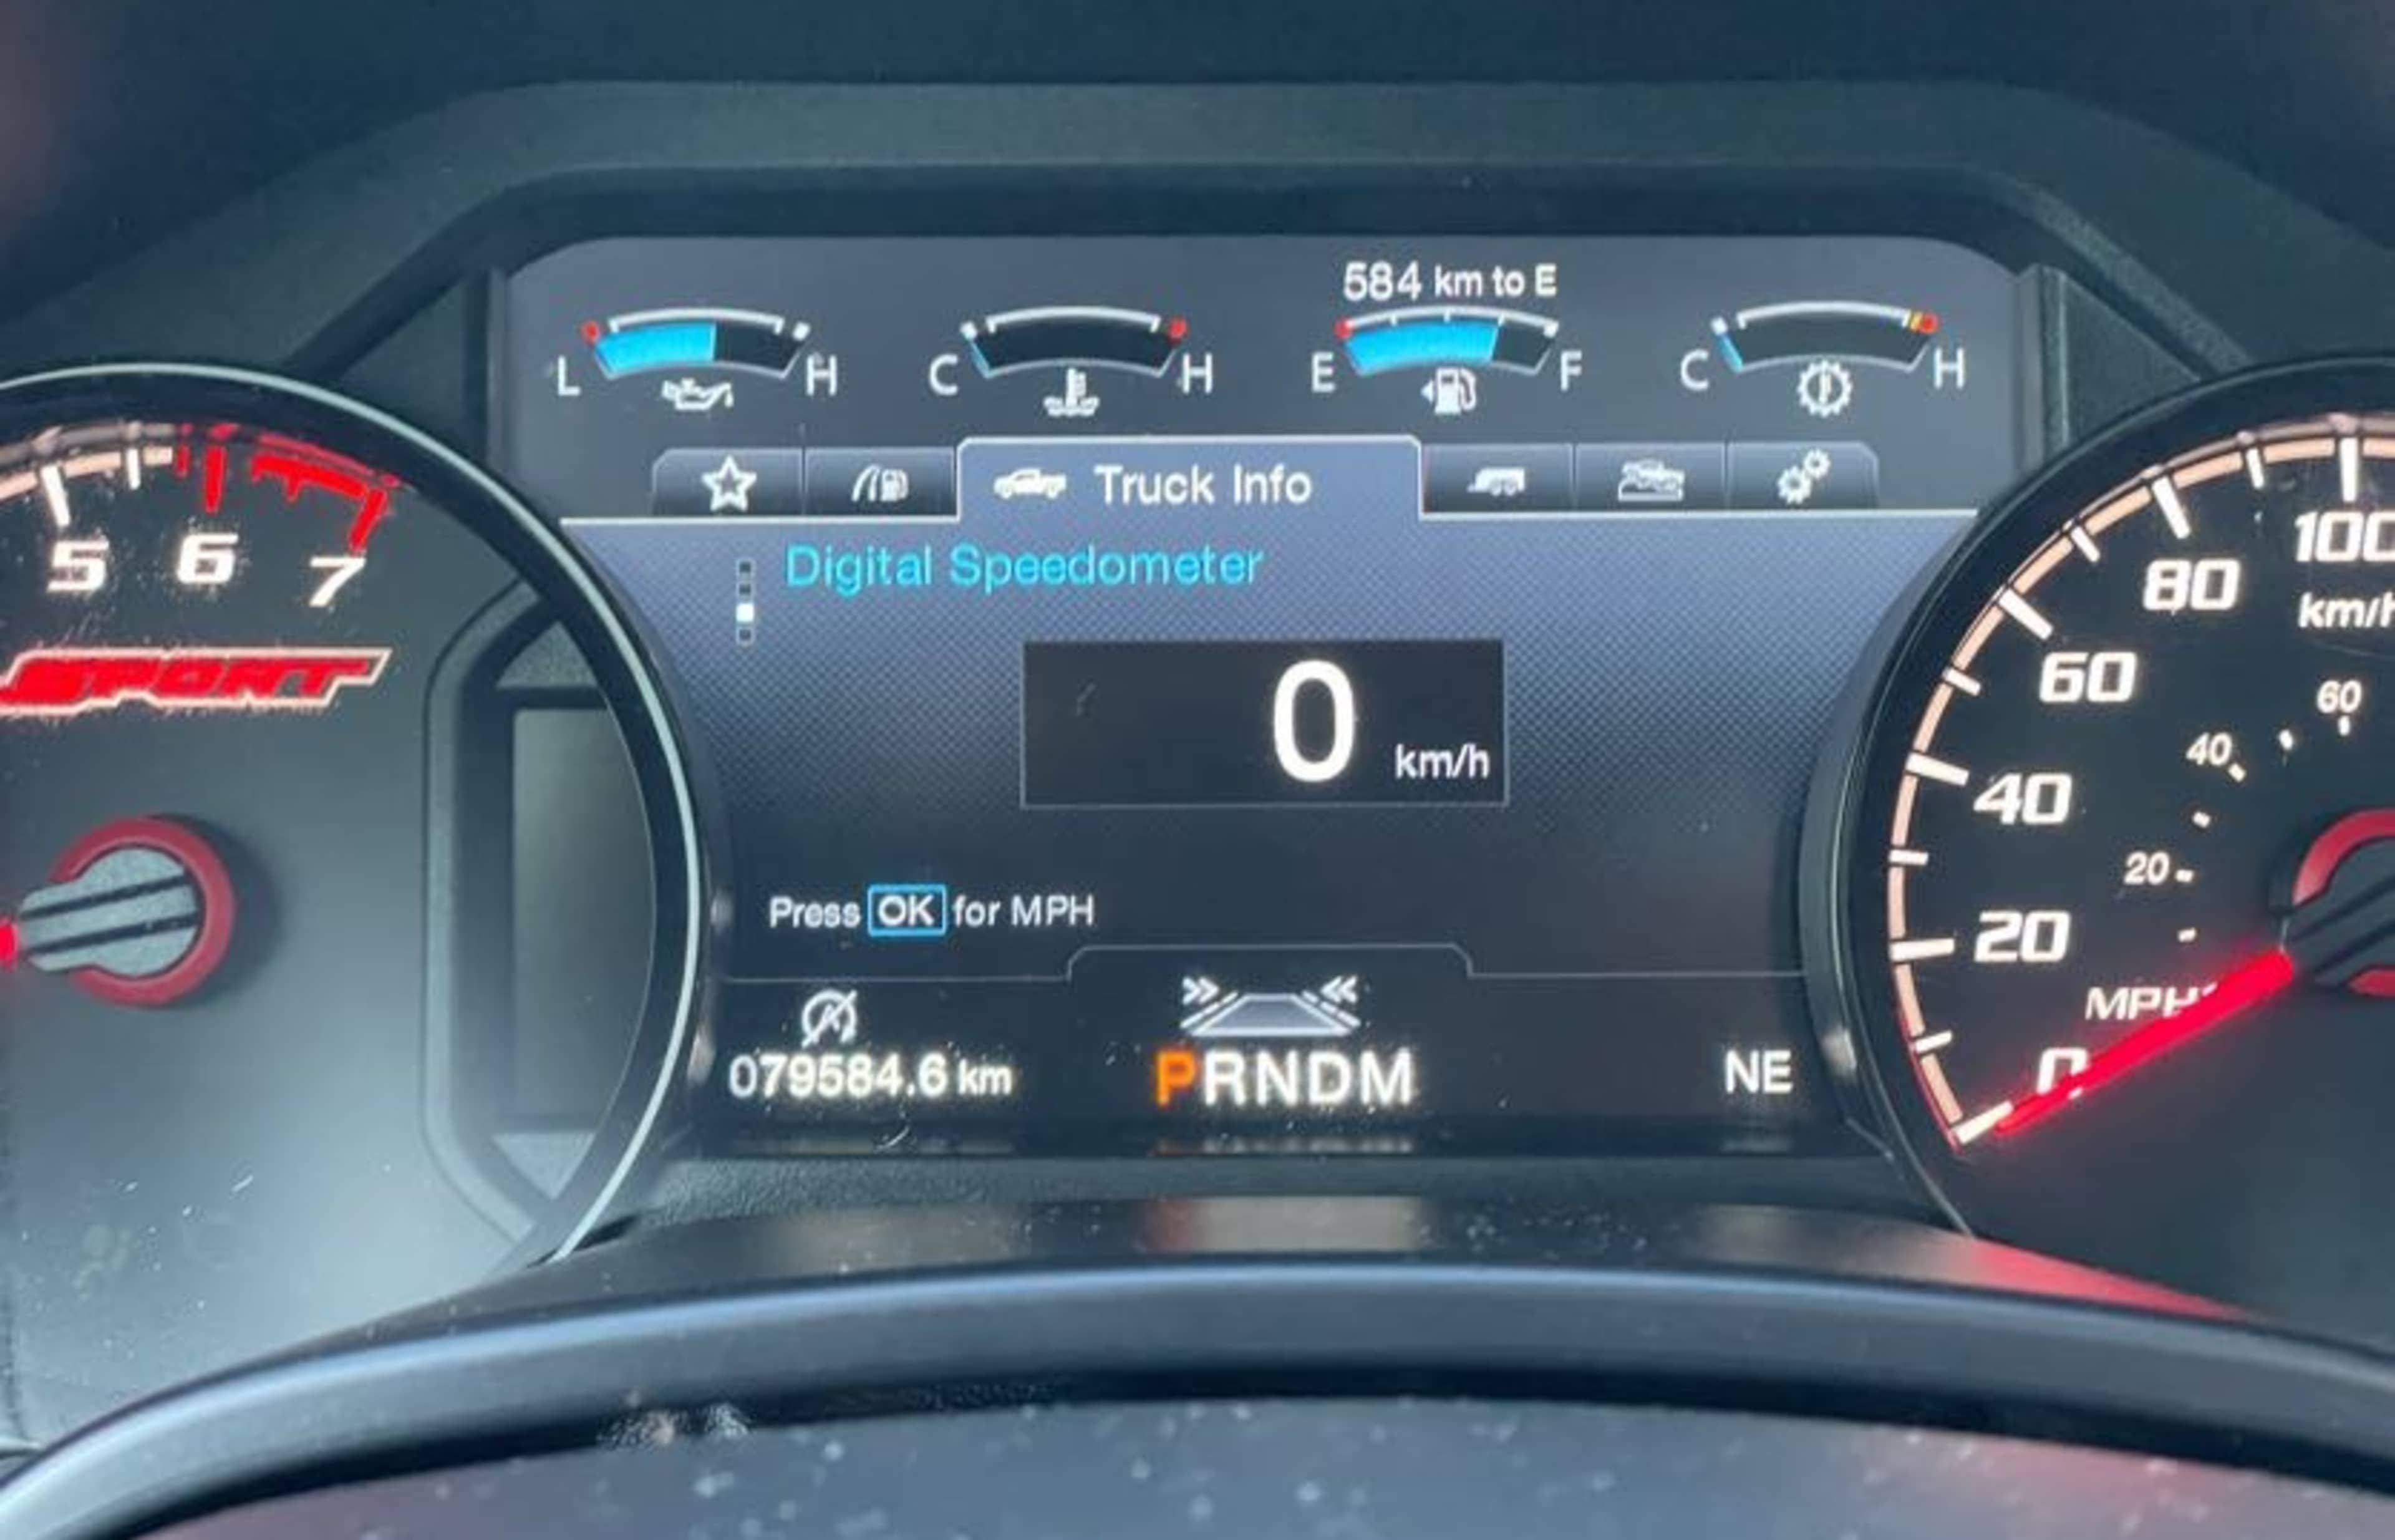 584 km to E
L H C H E F C H
Truck Info
Digital Speedometer
0 km/h
Press OK for MPH
079584.6 km
PRNDM
NE
5 6 7
SPORT
100
km/h
80
60
40
20
0
60
40
20
MPH